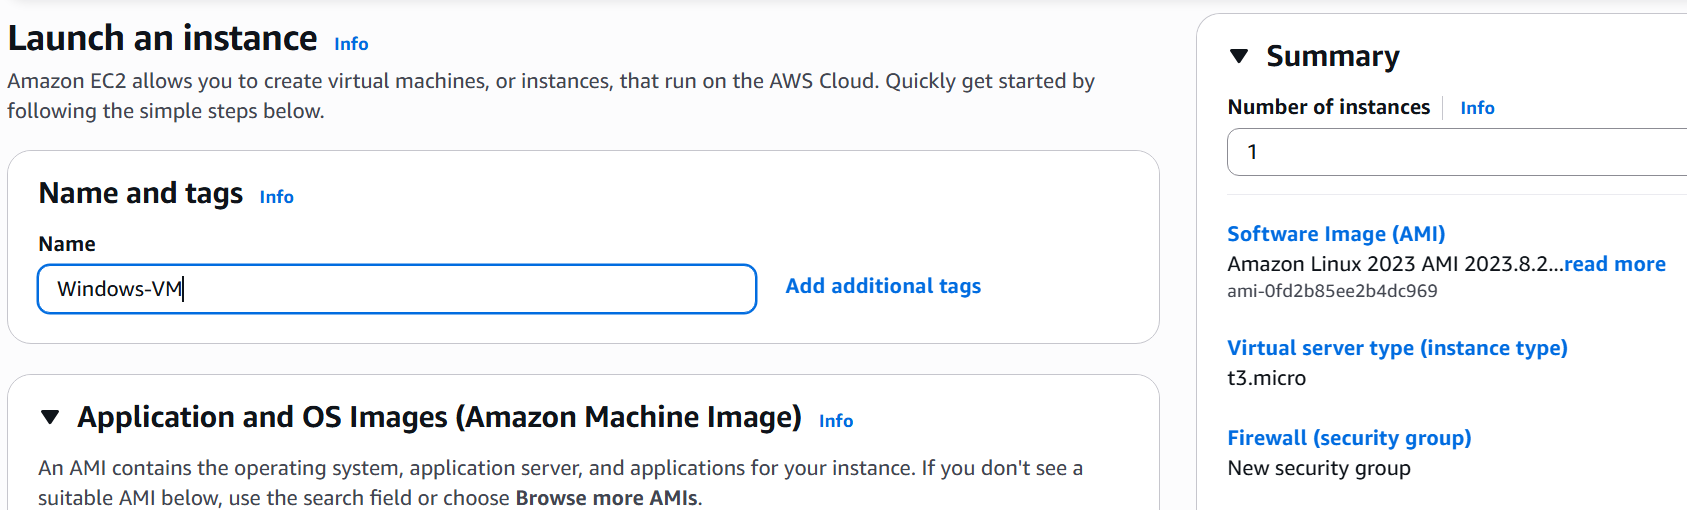 Launch an instance Info
Amazon EC2 allows you to create virtual machines, or instances, that run on the AWS Cloud. Quickly get started by
following the simple steps below.
Name and tags Info
Name
Windows-VM
Add additional tags
Application and OS Images (Amazon Machine Image) Info
An AMI contains the operating system, application server, and applications for your instance. If you don't see a
suitable AMI below, use the search field or choose Browse more AMIs.
Summary
Number of instances Info
1
Software Image (AMI)
Amazon Linux 2023 AMI 2023.8.2...read more
ami-0fd2b85ee2b4dc969
Virtual server type (instance type)
t3.micro
Firewall (security group)
New security group